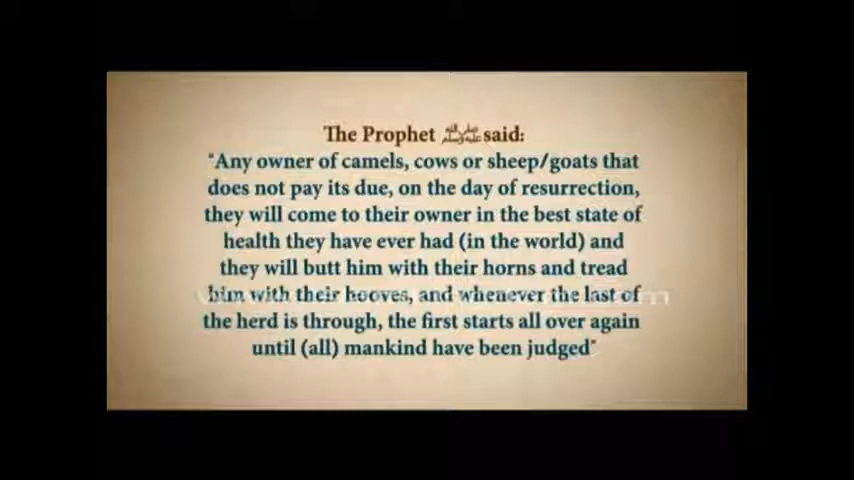 The Prophet ﷺ said:
"Any owner of camels, cows or sheep/goats that
does not pay its due, on the day of resurrection,
they will come to their owner in the best state of
health they have ever had (in the world) and
they will butt him with their horns and tread
him with their hooves, and whenever the last of
the herd is through, the first starts all over again
until (all) mankind have been judged"